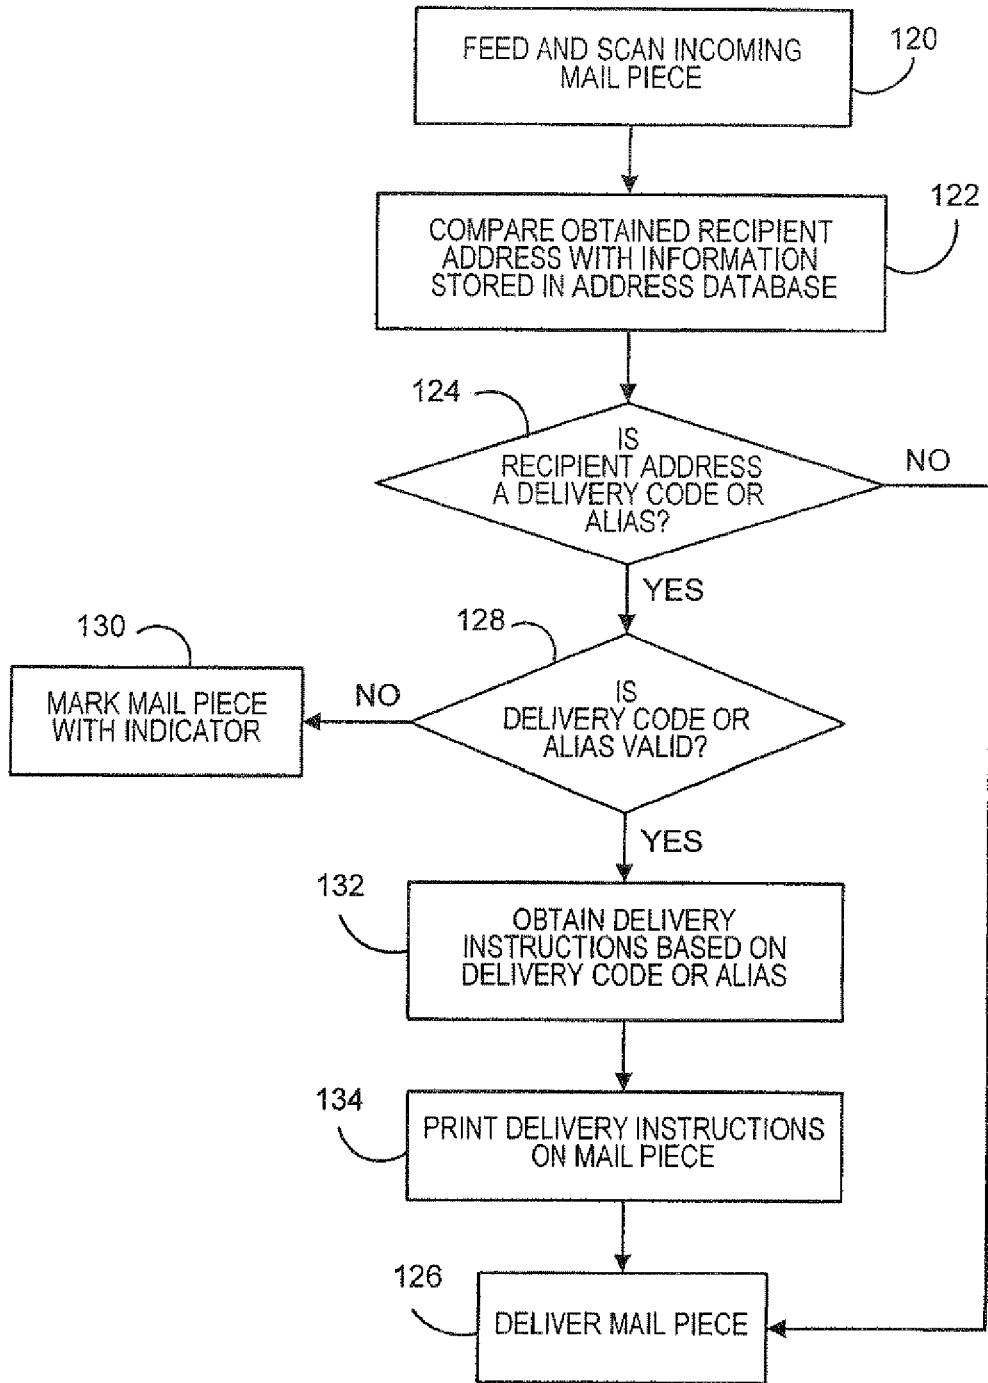 FEED AND SCAN INCOMING
MAIL PIECE
120
COMPARE OBTAINED RECIPIENT
ADDRESS WITH INFORMATION
STORED IN ADDRESS DATABASE
122
124
IS
RECIPIENT ADDRESS
A DELIVERY CODE OR
ALIAS?
NO
YES
130
MARK MAIL PIECE
WITH INDICATOR
NO
128
IS
DELIVERY CODE OR
ALIAS VALID?
YES
132
OBTAIN DELIVERY
INSTRUCTIONS BASED ON
DELIVERY CODE OR ALIAS
134
PRINT DELIVERY INSTRUCTIONS
ON MAIL PIECE
126
DELIVER MAIL PIECE